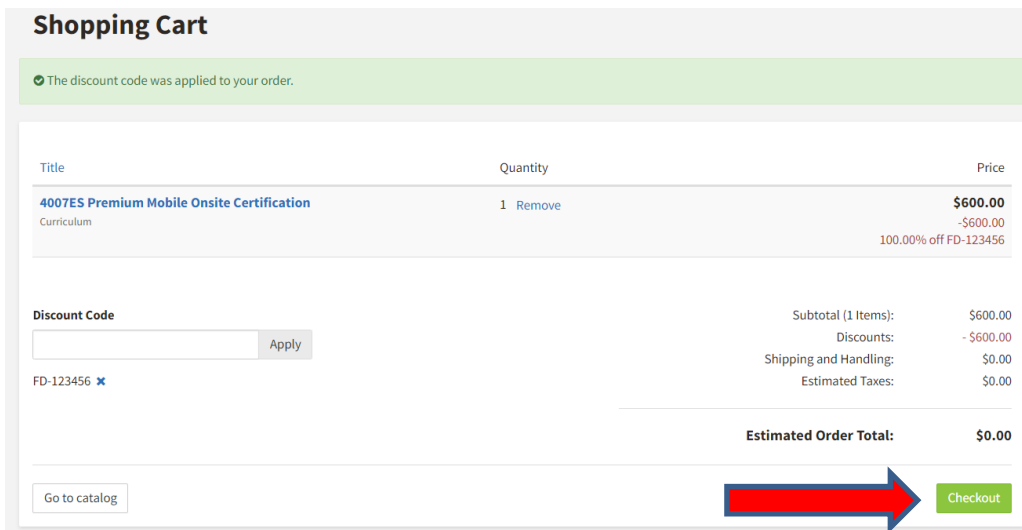 Shopping Cart
The discount code was applied to your order.
Title Quantity Price
4007ES Premium Mobile Onsite Certification 1 Remove $600.00
Curriculum -$600.00
100.00% off FD-123456
Discount Code Subtotal (1 Items): $600.00
Apply Discounts: - $600.00
Shipping and Handling: $0.00
FD-123456 Estimated Taxes: $0.00
Estimated Order Total: $0.00
Go to catalog Checkout